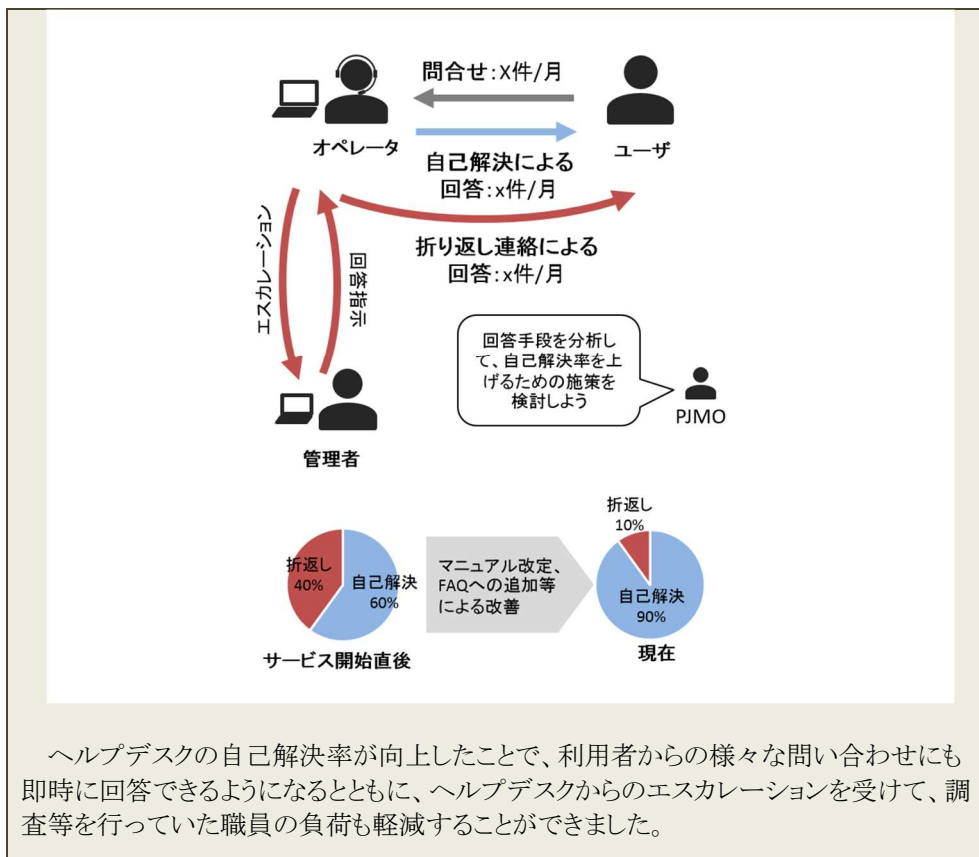 問合せ:X件/月
オペレータ
ユーザ
自己解決による
回答:x件/月
折り返し連絡による
回答:x件/月
エスカレーション
回答指示
回答手段を分析し
て、自己解決率を上
げるための施策を
検討しよう
PJMO
管理者
折返し
40%
自己解決
60%
サービス開始直後
マニュアル改定、
FAQへの追加等
による改善
折返し
10%
自己解決
90%
現在
ヘルプデスクの自己解決率が向上したことで、利用者からの様々な問い合わせにも
即時に回答できるようになるとともに、ヘルプデスクからのエスカレーションを受けて、調
査等を行っていた職員の負荷も軽減することができました。